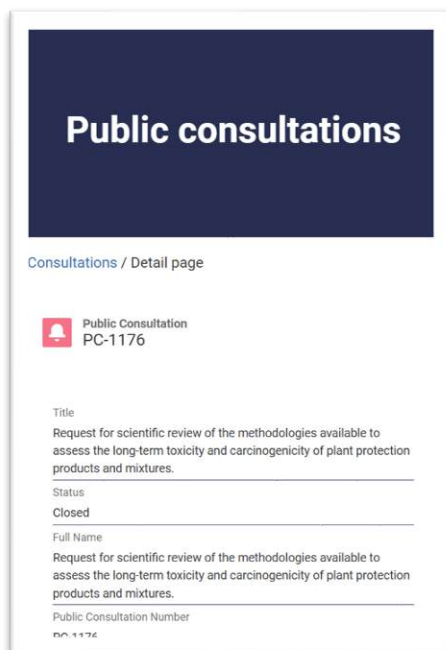 Public consultations
Consultations / Detail page
Public Consultation
PC-1176
Title
Request for scientific review of the methodologies available to
assess the long-term toxicity and carcinogenicity of plant protection
products and mixtures.
Status
Closed
Full Name
Request for scientific review of the methodologies available to
assess the long-term toxicity and carcinogenicity of plant protection
products and mixtures.
Public Consultation Number
PC-1176